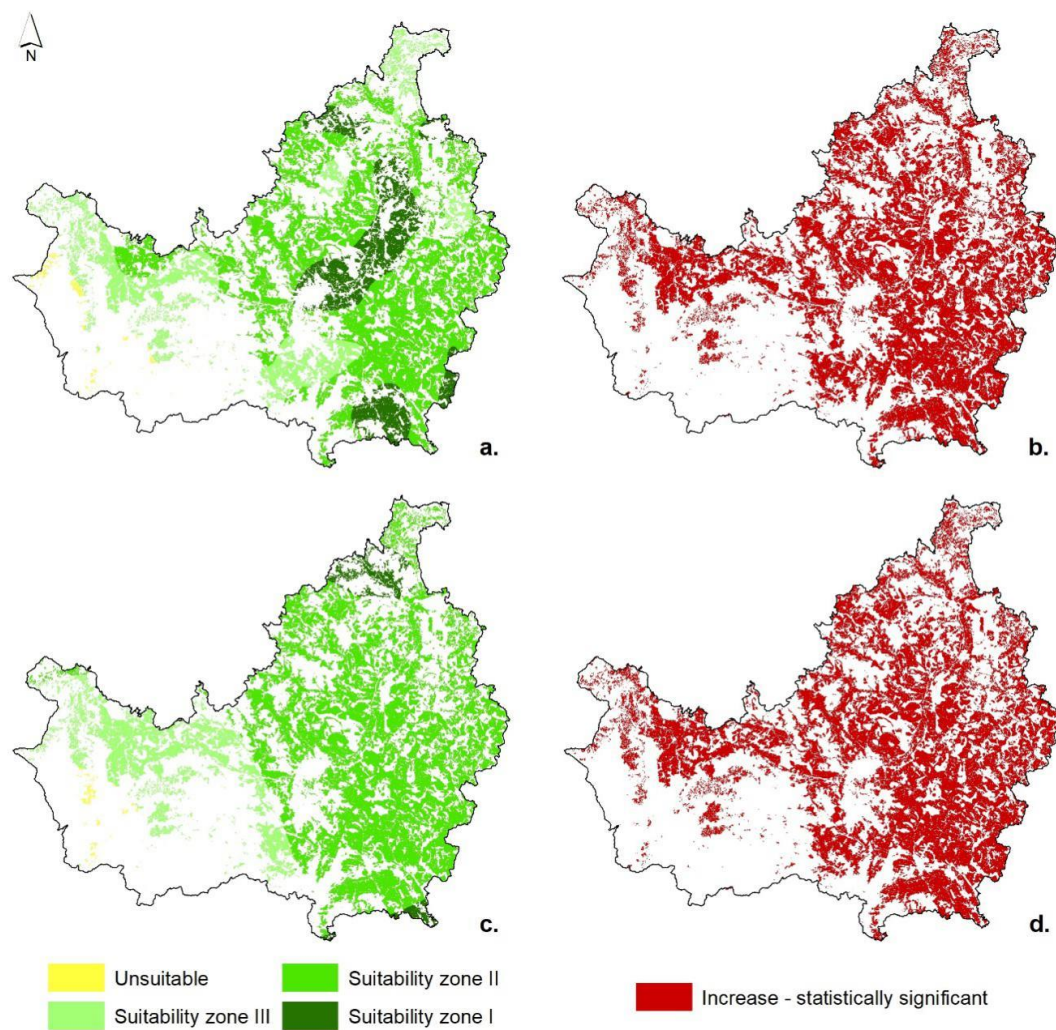 N
a.
b.
c.
d.
Unsuitable
Suitability zone II
Increase - statistically significant
Suitability zone III
Suitability zone I